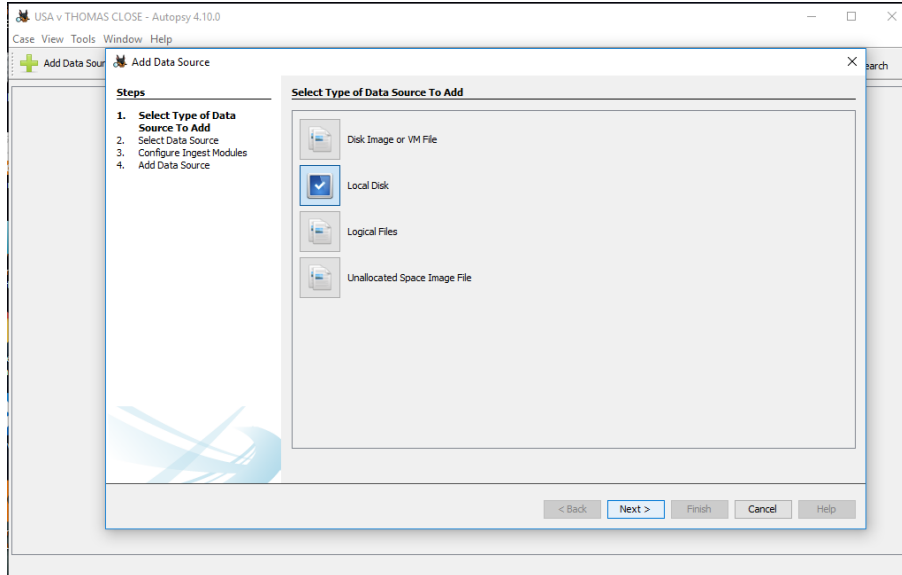 USA v THOMAS CLOSE - Autopsy 4.10.0
Case View Tools Window Help
Add Data Sour
earch
Add Data Source
Steps
1. Select Type of Data
Source To Add
2. Select Data Source
3. Configure Ingest Modules
4. Add Data Source
Select Type of Data Source To Add
Disk Image or VM File
Local Disk
Logical Files
Unallocated Space Image File
< Back Next > Finish Cancel Help